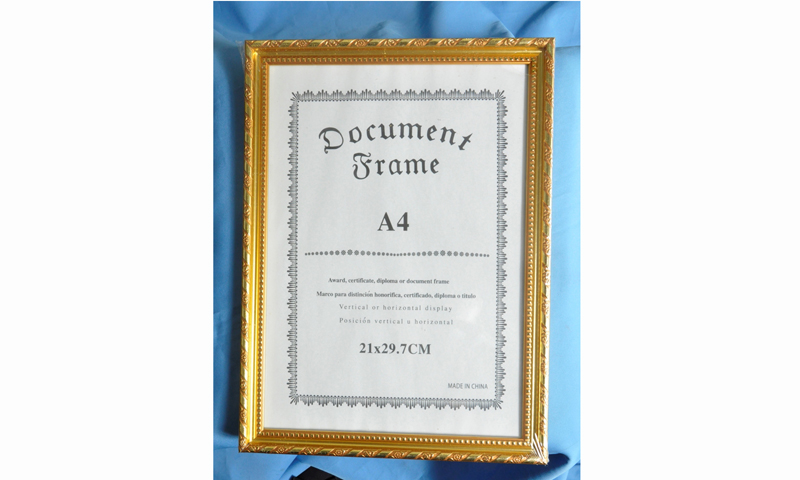 Document
Frame
A4
Award, certificate, diploma or document frame
Marco para distinción honorífica, certificado, diploma o título
Vertical or horizontal display
Posición vertical u horizontal
21x29.7CM
MADE IN CHINA